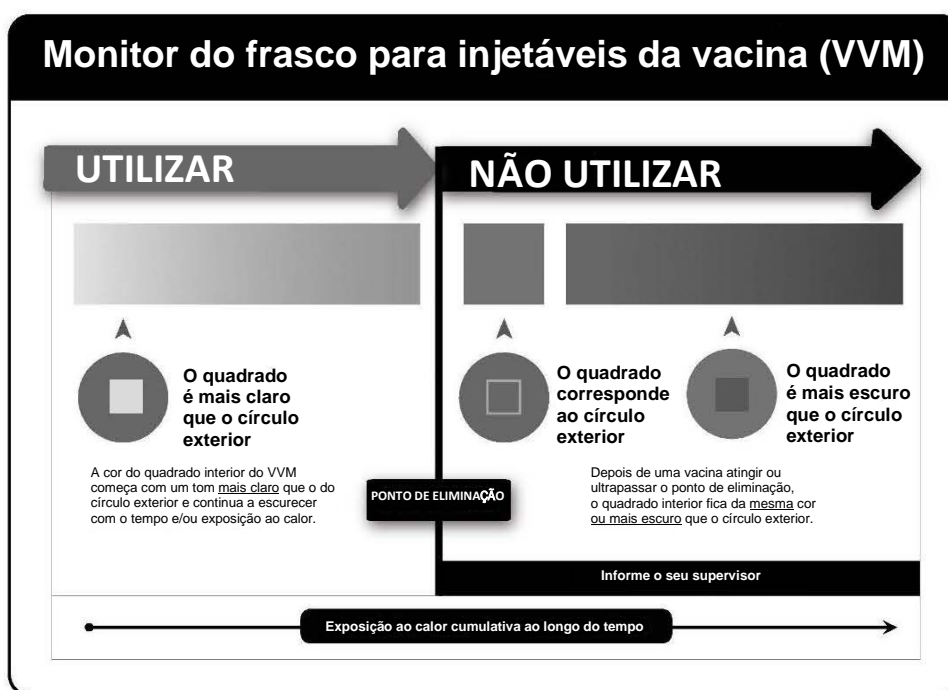 Monitor do frasco para injetáveis da vacina (VVM)
UTILIZAR
NÃO UTILIZAR
O quadrado
é mais claro
que o círculo
exterior
O quadrado
corresponde
ao círculo
exterior
O quadrado
é mais escuro
que o círculo
exterior
A cor do quadrado interior do VVM
começa com um tom mais claro que o do
círculo exterior e continua a escurecer
com o tempo e/ou exposição ao calor.
PONTO DE ELIMINAÇÃO
Depois de uma vacina atingir ou
ultrapassar o ponto de eliminação,
o quadrado interior fica da mesma cor
ou mais escuro que o círculo exterior.
Informe o seu supervisor
Exposição ao calor cumulativa ao longo do tempo